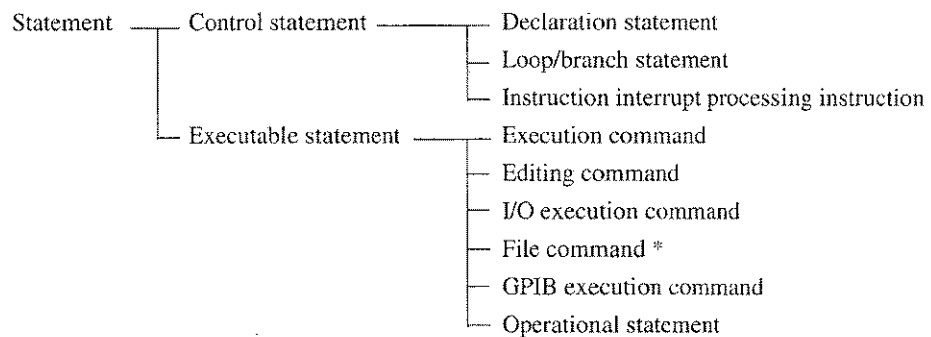 Statement Control statement Declaration statement
Loop/branch statement
Instruction interrupt processing instruction
Executable statement Execution command
Editing command
I/O execution command
File command *
GPIB execution command
Operational statement